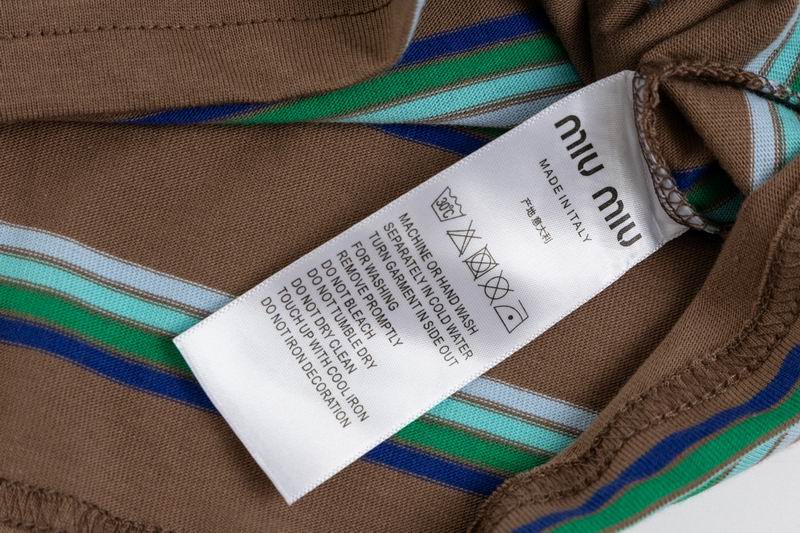 miu miu
MADE IN ITALY
产地 意大利
30℃
MACHINE OR HAND WASH
SEPARATELY IN COLD WATER
TURN GARMENT IN SIDE OUT
FOR WASHING
REMOVE PROMPTLY
DO NOT BLEACH
DO NOT TUMBLE DRY
DO NOT DRY CLEAN
TOUCH UP WITH COOL IRON
DO NOT IRON DECORATION